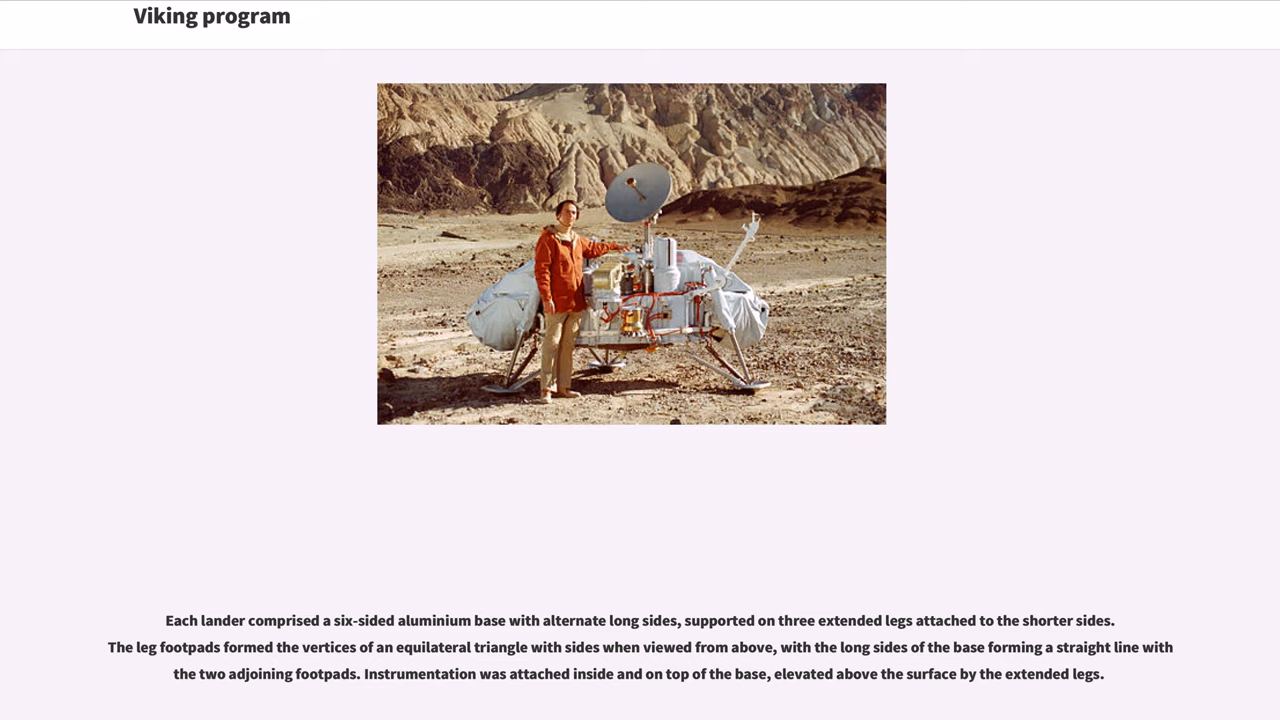 Viking program
Each lander comprised a six-sided aluminium base with alternate long sides, supported on three extended legs attached to the shorter sides.
The leg footpads formed the vertices of an equilateral triangle with sides when viewed from above, with the long sides of the base forming a straight line with
the two adjoining footpads. Instrumentation was attached inside and on top of the base, elevated above the surface by the extended legs.